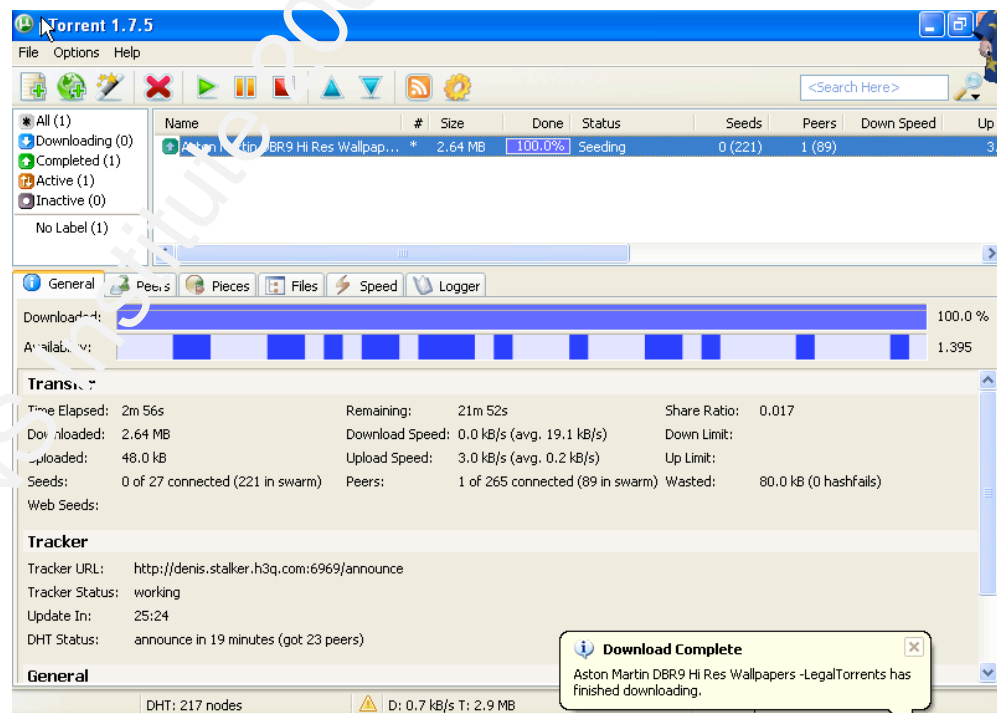 µTorrent 1.7.5
File Options Help
<Search Here>
All (1)
Downloading (0)
Completed (1)
Active (1)
Inactive (0)
No Label (1)
Name # Size Done Status Seeds Peers Down Speed Up
Aston Martin DBR9 Hi Res Wallpap... * 2.64 MB 100.0% Seeding 0 (221) 1 (89) 3.
General Peers Pieces Files Speed Logger
Downloaded: 100.0 %
Availability: 1.395
Transfer
Time Elapsed: 2m 56s Remaining: 21m 52s Share Ratio: 0.017
Downloaded: 2.64 MB Download Speed: 0.0 kB/s (avg. 19.1 kB/s) Down Limit:
Uploaded: 48.0 kB Upload Speed: 3.0 kB/s (avg. 0.2 kB/s) Up Limit:
Seeds: 0 of 27 connected (221 in swarm) Peers: 1 of 265 connected (89 in swarm) Wasted: 80.0 kB (0 hashfails)
Web Seeds:
Tracker
Tracker URL: http://denis.stalker.h3q.com:6969/announce
Tracker Status: working
Update In: 25:24
DHT Status: announce in 19 minutes (got 23 peers)
General
Download Complete
Aston Martin DBR9 Hi Res Wallpapers -LegalTorrents has
finished downloading.
DHT: 217 nodes D: 0.7 kB/s T: 2.9 MB